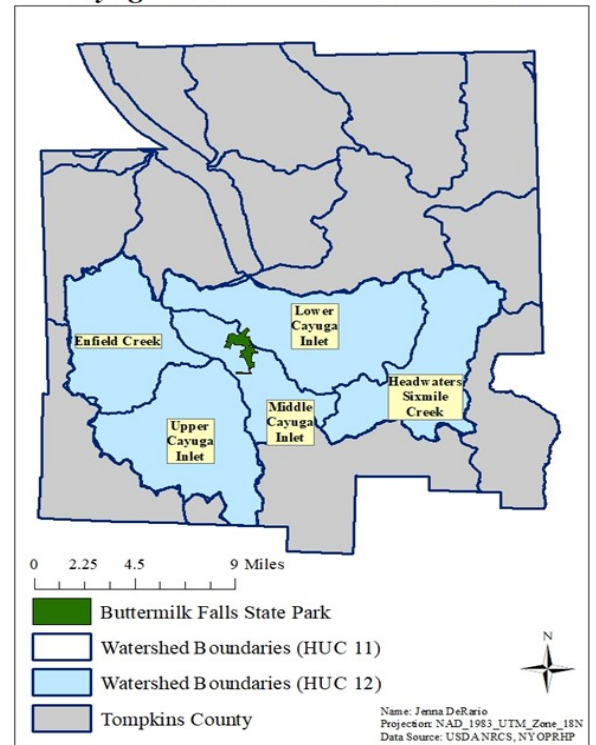 Lower
Cayuga
Inlet
Enfield Creek
Headwaters
Sixmile
Creek
Middle
Cayuga
Inlet
Upper
Cayuga
Inlet
0 2.25 4.5 9 Miles
Buttermilk Falls State Park
Watershed Boundaries (HUC 11)
Watershed Boundaries (HUC 12)
Tompkins County
N
Name: Jenna DeRario
Projection: NAD_1983_UTM_Zone_18N
Data Source: USDA NRCS, NYOPRHP